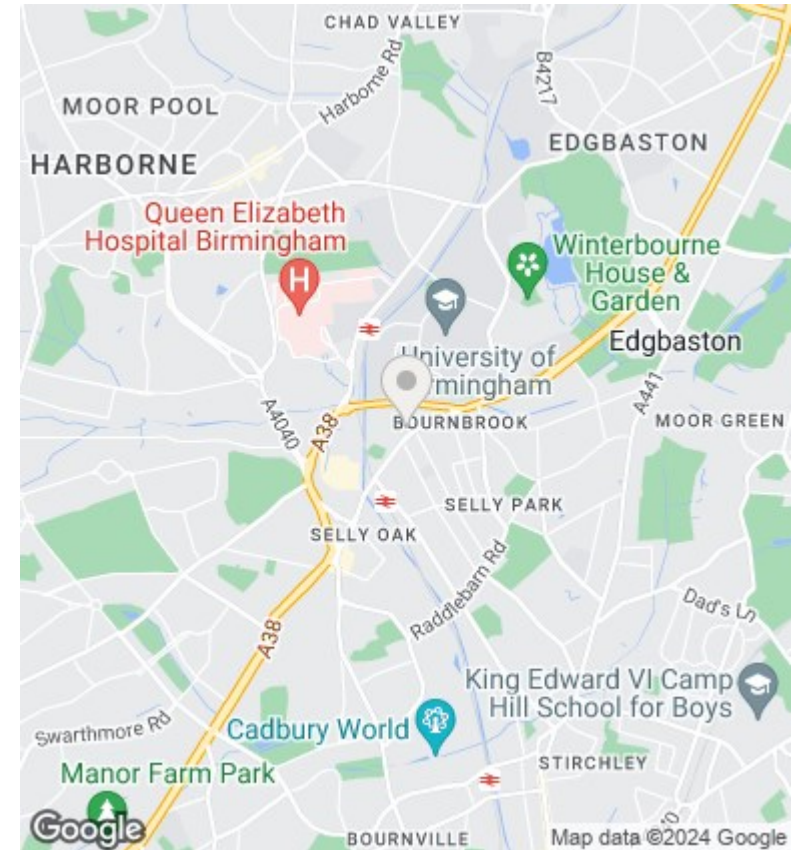 CHAD VALLEY
Harborne Rd
B4217
MOOR POOL
EDGBASTON
HARBORNE
Queen Elizabeth
Hospital Birmingham
H
Winterbourne
House &
Garden
Edgbaston
University of
A4040
A38
BOURNBROOK
A441
MOOR GREEN
SELLY PARK
SELLY OAK
Raddlebarn Rd
Dad's Ln
A38
King Edward VI Camp
Hill School for Boys
Swarthmore Rd
Cadbury World
STIRCHLEY
Manor Farm Park
Google
BOURNVILLE
Map data ©2024 Google